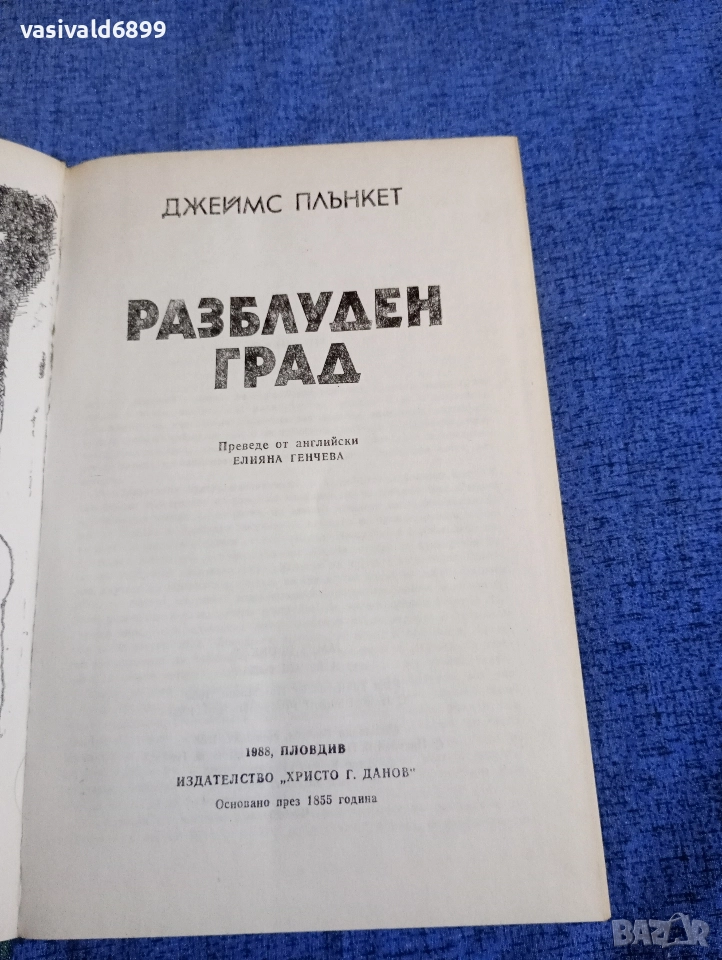 vasivald6899
ДЖЕЙМС ПЛЪНКЕТ
РАЗБЛУДЕН
ГРАД
Преведе от английски
ЕЛИЯНА ГЕНЧЕВА
1988, ПЛОВДИВ
ИЗДАТЕЛСТВО „ХРИСТО Г. ДАНОВ"
Основано през 1855 година
BAZAR